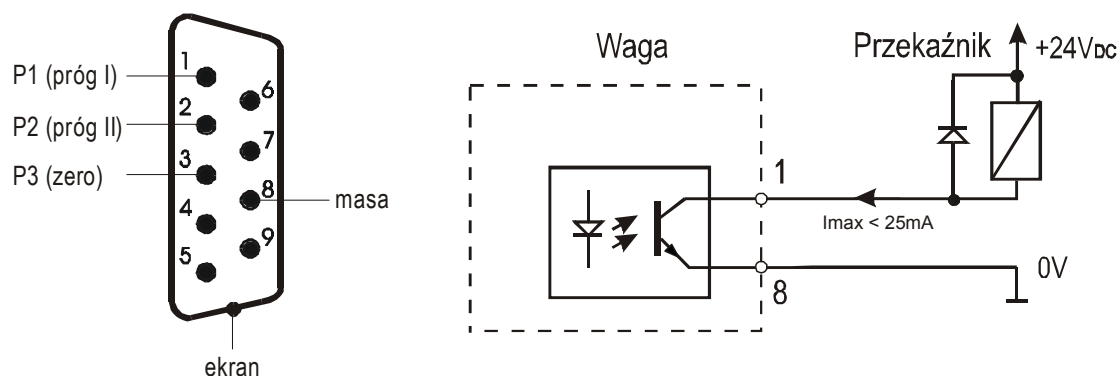 P1 (próg I)
P2 (próg II)
P3 (zero)
1
2
3
4
5
6
7
8
9
masa
ekran
Waga
Przekaźnik
+24VDC
1
Imax < 25mA
8
0V